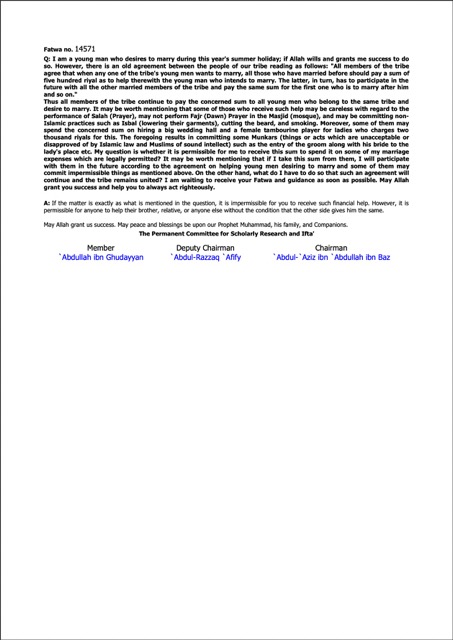 Fatwa no. 14571
Q: I am a young man who desires to marry during this year's summer holiday; if Allah wills and grants me success to do
so. However, there is an old agreement between the people of our tribe reading as follows: "All members of the tribe
agree that when any one of the tribe's young men wants to marry, all those who have married before should pay a sum of
five hundred riyal as to help therewith the young man who intends to marry. The latter, in turn, has to participate in the
future with all the other married members of the tribe and pay the same sum for the first one who is to marry after him
and so on."
Thus all members of the tribe continue to pay the concerned sum to all young men who belong to the same tribe and
desire to marry. It may be worth mentioning that some of those who receive such help may be careless with regard to the
performance of Salah (Prayer), may not perform Fajr (Dawn) Prayer in the Masjid (mosque), and may be committing non-
Islamic practices such as Isbal (lowering their garments), cutting the beard, and smoking. Moreover, some of them may
spend the concerned sum on hiring a big wedding hall and a female tambourine player for ladies who charges two
thousand riyals for this. The foregoing results in committing some Munkars (things or acts which are unacceptable or
disapproved of by Islamic law and Muslims of sound intellect) such as the entry of the groom along with his bride to the
lady's place etc. My question is whether it is permissible for me to receive this sum to spend it on some of my marriage
expenses which are legally permitted? It may be worth mentioning that if I take this sum from them, I will participate
with them in the future according to the agreement on helping young men desiring to marry and some of them may
commit impermissible things as mentioned above. On the other hand, what do I have to do so that such an agreement will
continue and the tribe remains united? I am waiting to receive your Fatwa and guidance as soon as possible. May Allah
grant you success and help you to always act righteously.
A: If the matter is exactly as what is mentioned in the question, it is impermissible for you to receive such financial help. However, it is
permissible for anyone to help their brother, relative, or anyone else without the condition that the other side gives him the same.
May Allah grant us success. May peace and blessings be upon our Prophet Muhammad, his family, and Companions.
The Permanent Committee for Scholarly Research and Ifta'
Member Deputy Chairman Chairman
`Abdullah ibn Ghudayyan `Abdul-Razzaq `Afify `Abdul-`Aziz ibn `Abdullah ibn Baz